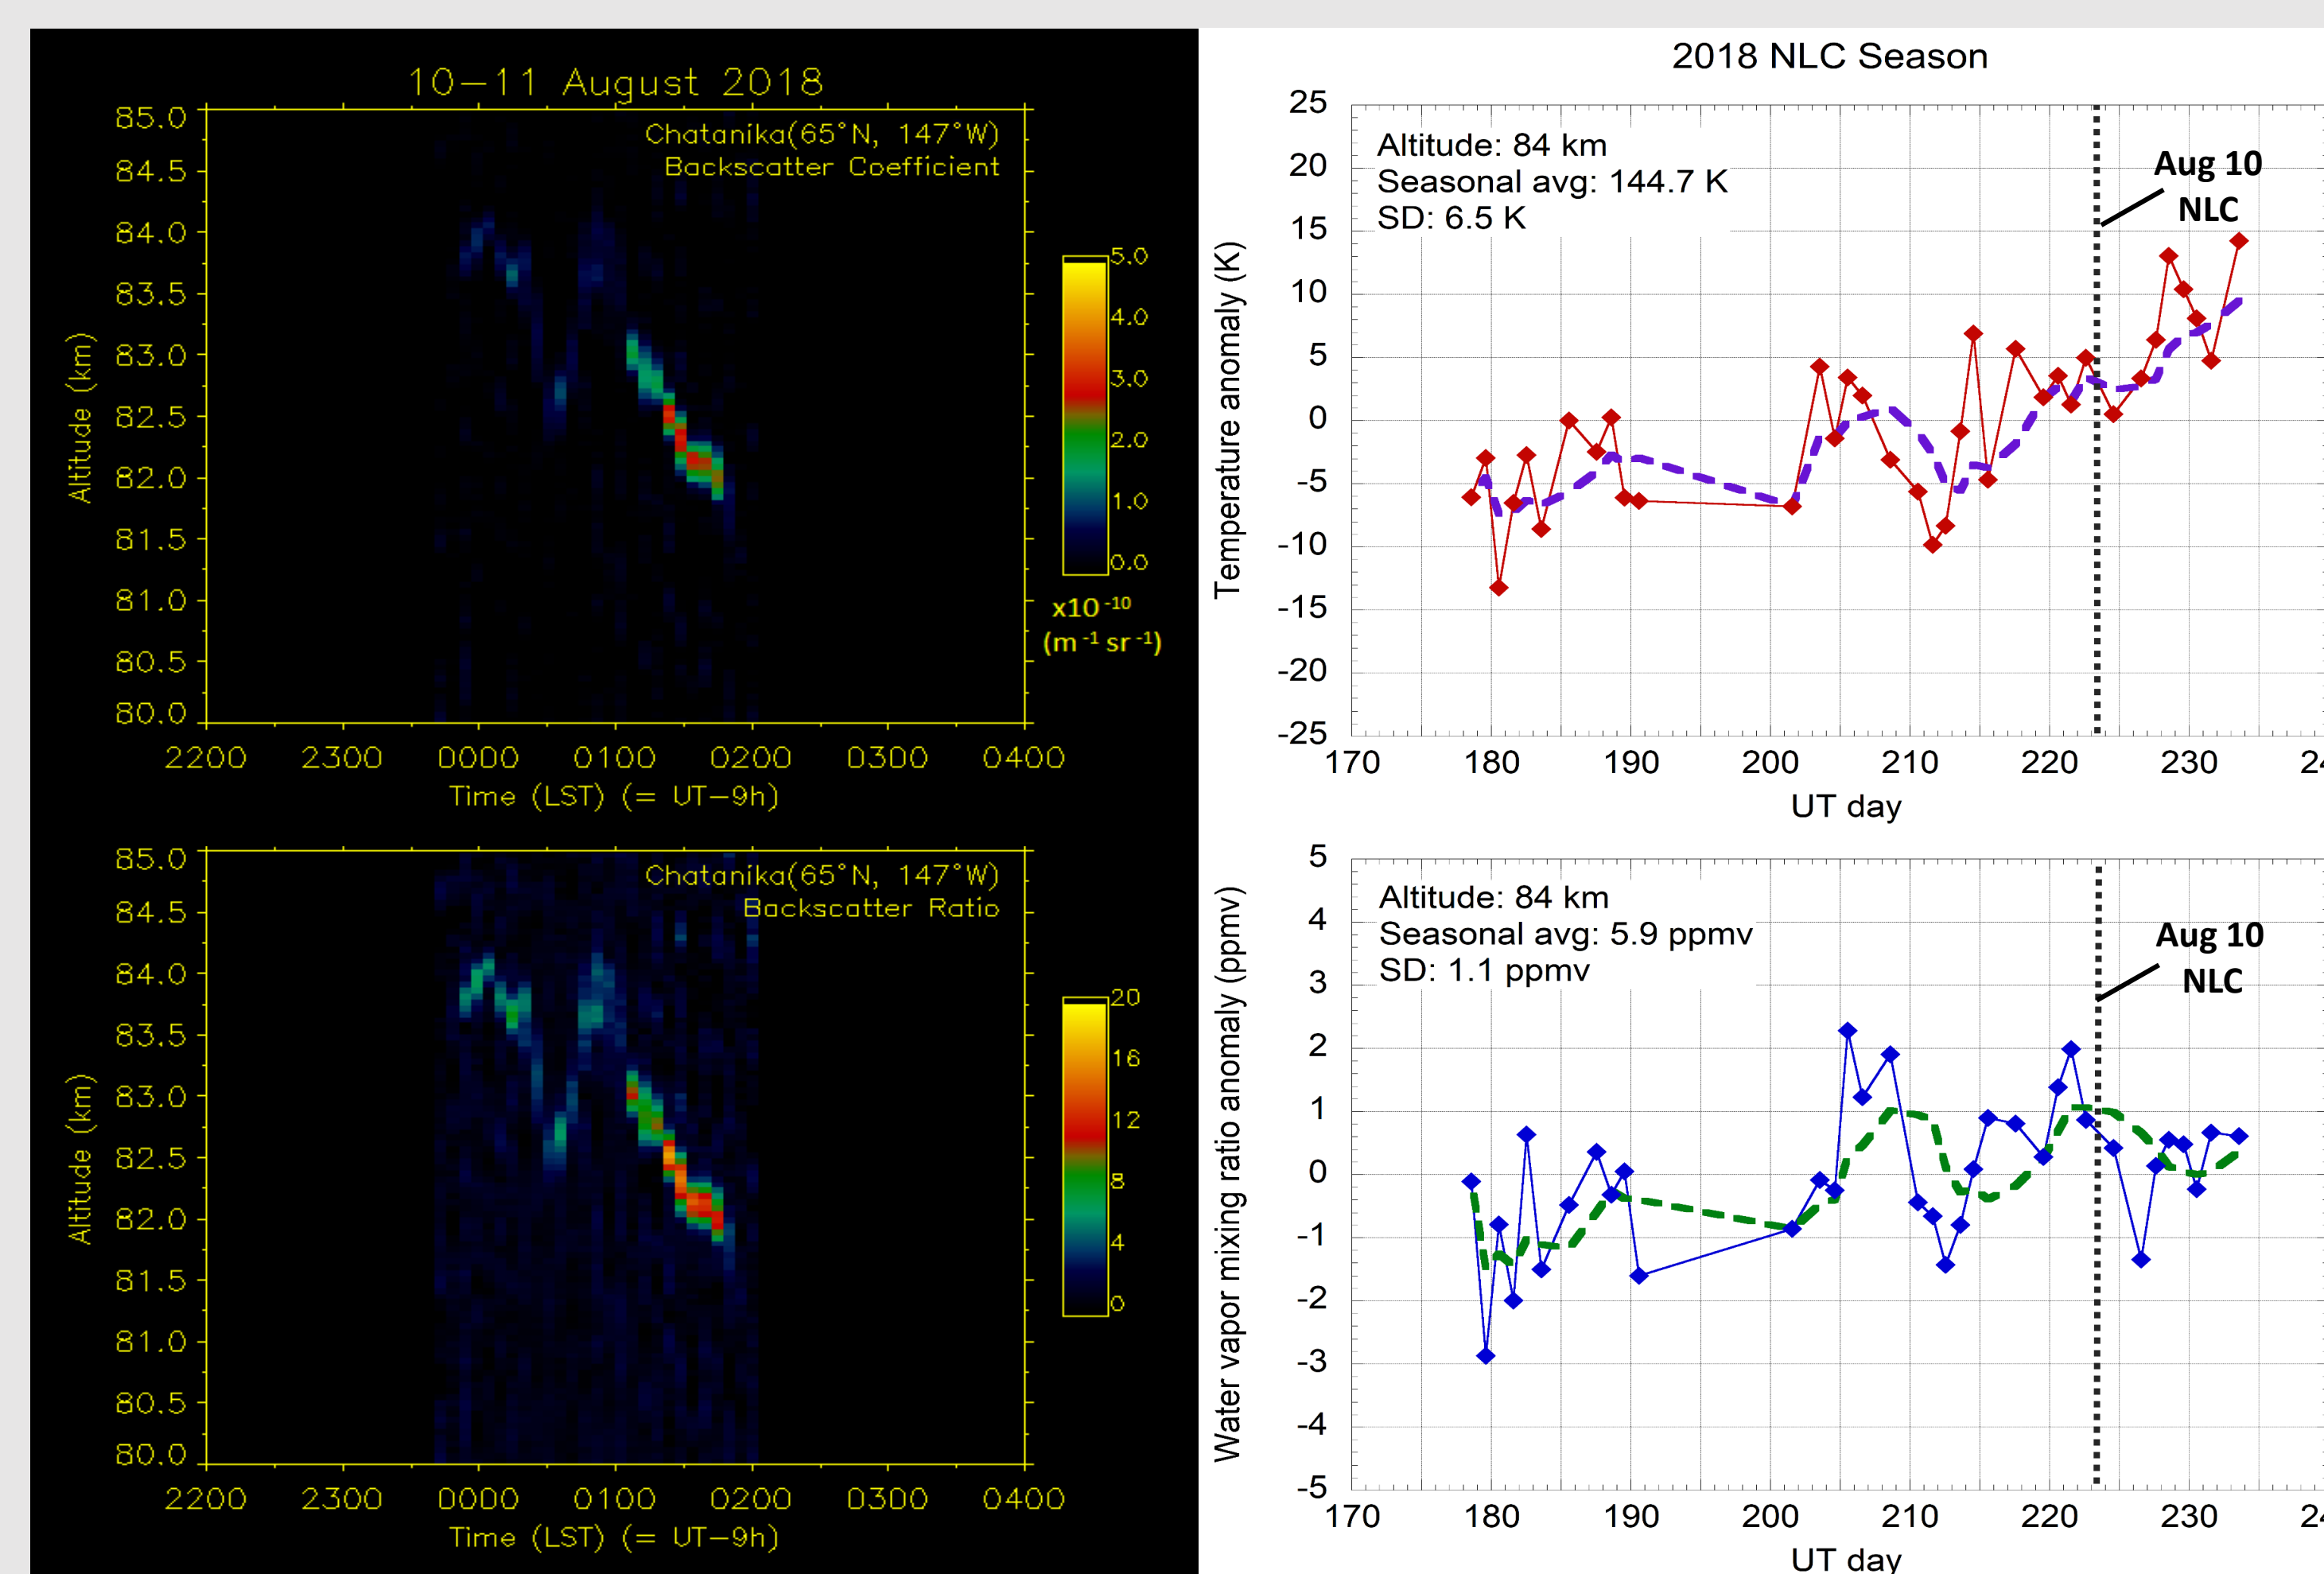 10-11 August 2018
85.0
84.5
84.0
83.5
83.0
82.5
82.0
81.5
81.0
80.5
80.0
Altitude (km)
Chatanika(65°N, 147°W)
Backscatter Coefficient
5.0
4.0
3.0
2.0
1.0
0.0
x10 -10
(m -1 sr -1)
2200 2300 0000 0100 0200 0300 0400
Time (LST) (= UT-9h)
85.0
84.5
84.0
83.5
83.0
82.5
82.0
81.5
81.0
80.5
80.0
Altitude (km)
Chatanika(65°N, 147°W)
Backscatter Ratio
20
16
12
8
4
0
2200 2300 0000 0100 0200 0300 0400
Time (LST) (= UT-9h)
2018 NLC Season
25
20
15
10
5
0
-5
-10
-15
-20
-25
Temperature anomaly (K)
Altitude: 84 km
Seasonal avg: 144.7 K
SD: 6.5 K
Aug 10
NLC
170 180 190 200 210 220 230
UT day
5
4
3
2
1
0
-1
-2
-3
-4
-5
Water vapor mixing ratio anomaly (ppmv)
Altitude: 84 km
Seasonal avg: 5.9 ppmv
SD: 1.1 ppmv
Aug 10
NLC
170 180 190 200 210 220 230
UT day